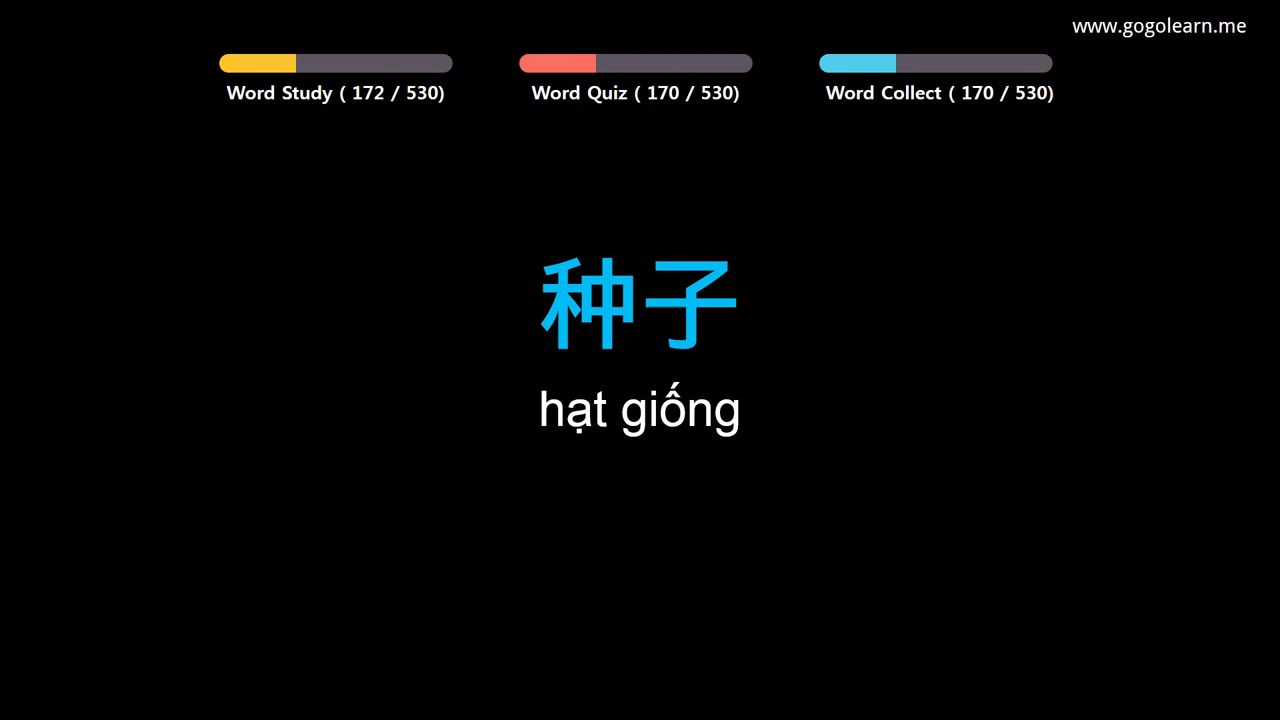 www.gogolearn.me
Word Study ( 172 / 530)
Word Quiz ( 170 / 530)
Word Collect ( 170 / 530)
种子
hạt giống